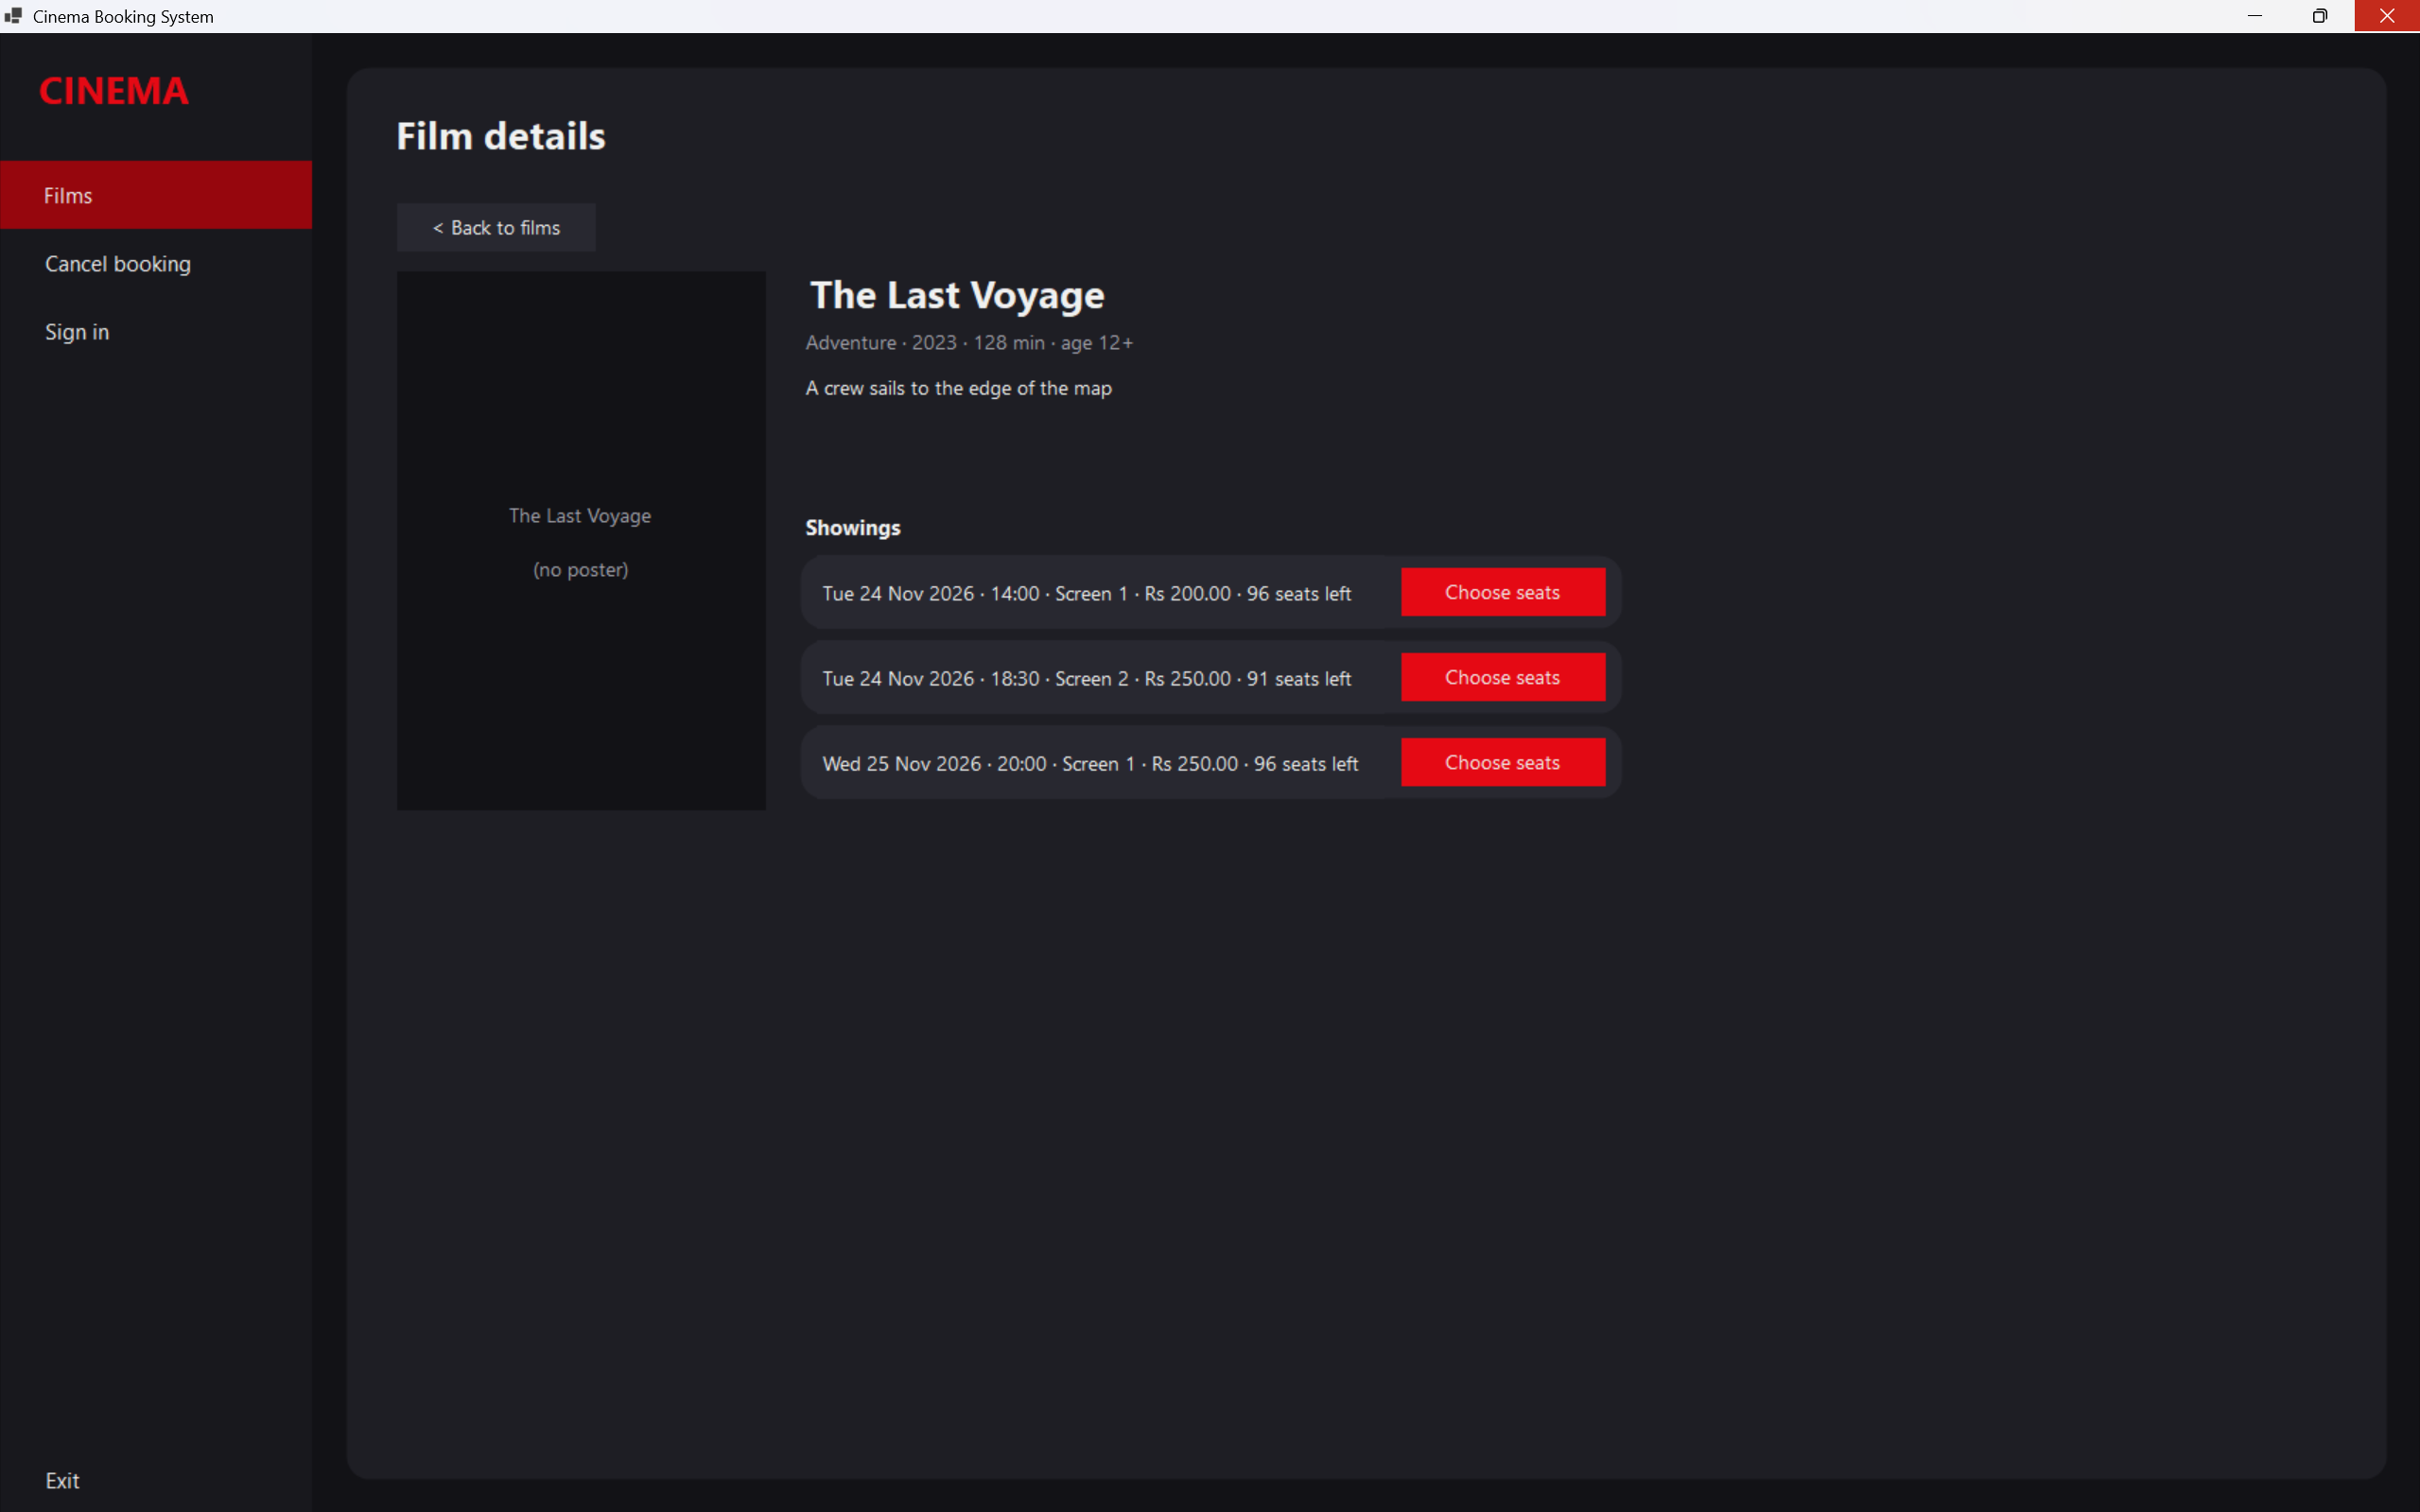 Cinema Booking System
CINEMA
Films
Cancel booking
Sign in
Exit
Film details
< Back to films
The Last Voyage
(no poster)
The Last Voyage
Adventure · 2023 · 128 min · age 12+
A crew sails to the edge of the map
Showings
Tue 24 Nov 2026 · 14:00 · Screen 1 · Rs 200.00 · 96 seats left Choose seats
Tue 24 Nov 2026 · 18:30 · Screen 2 · Rs 250.00 · 91 seats left Choose seats
Wed 25 Nov 2026 · 20:00 · Screen 1 · Rs 250.00 · 96 seats left Choose seats